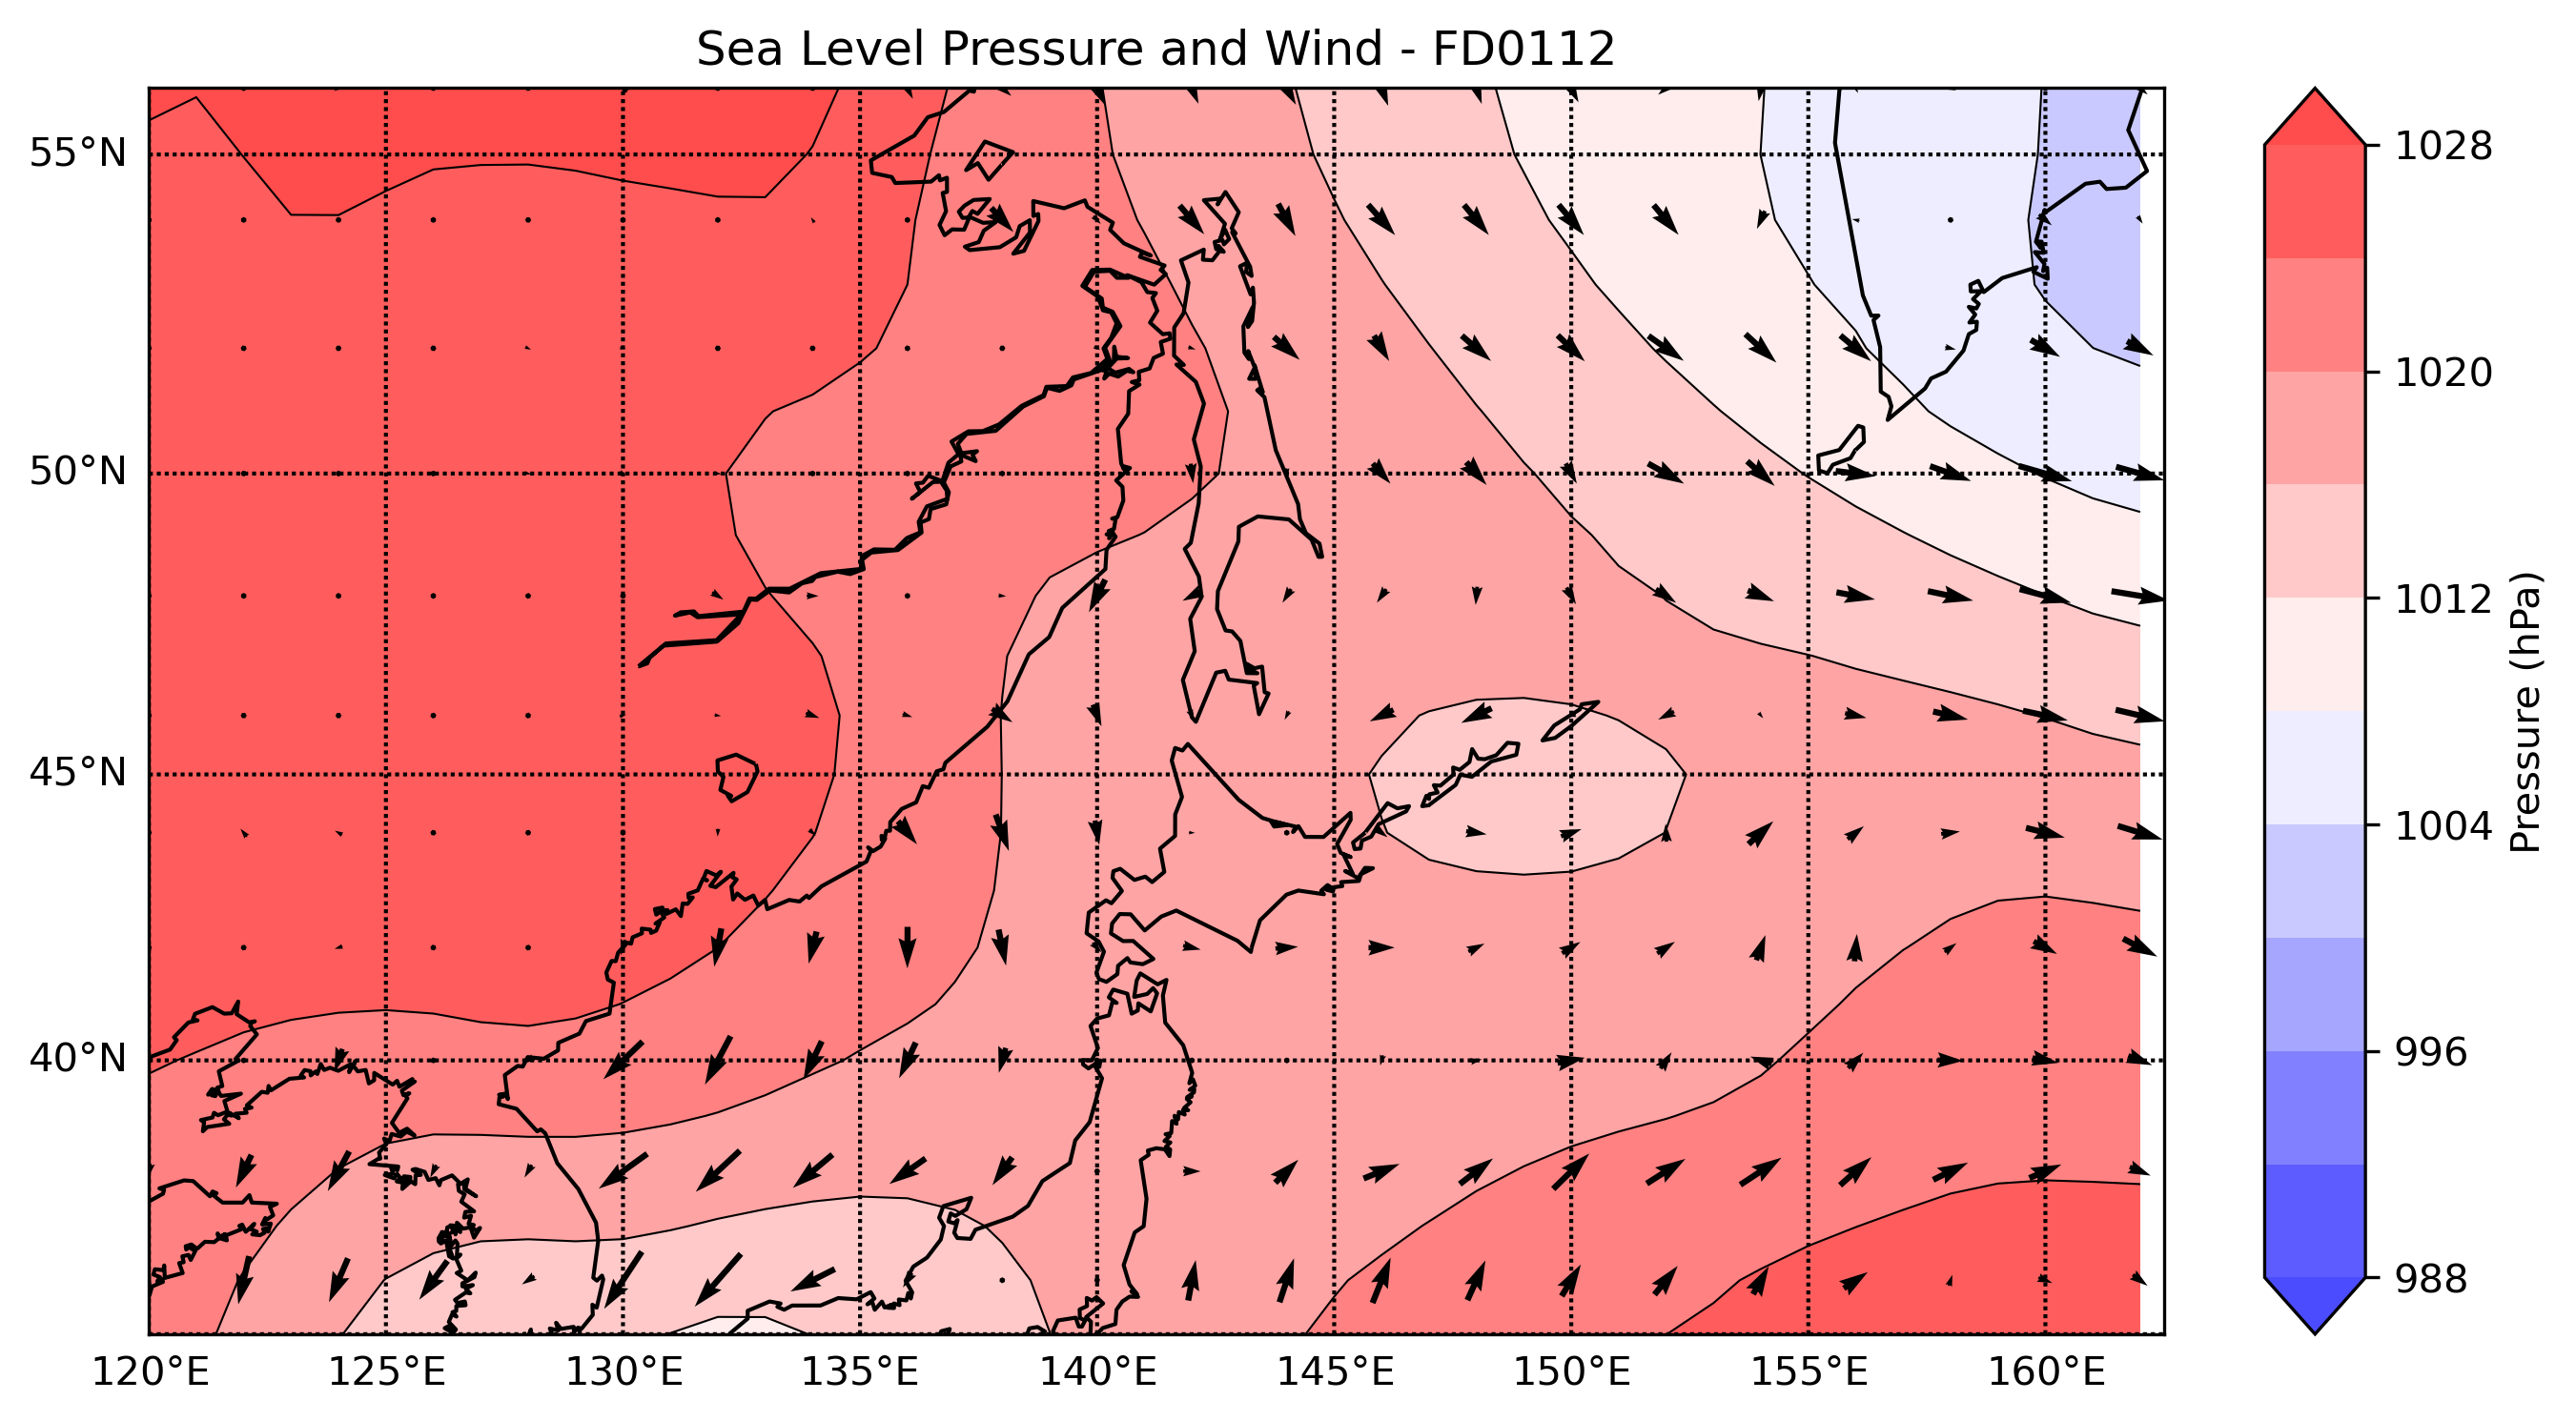 Sea Level Pressure and Wind - FD0112
55°N
50°N
45°N
40°N
120°E 125°E 130°E 135°E 140°E 145°E 150°E 155°E 160°E
1028
1020
1012
1004
996
988
Pressure (hPa)